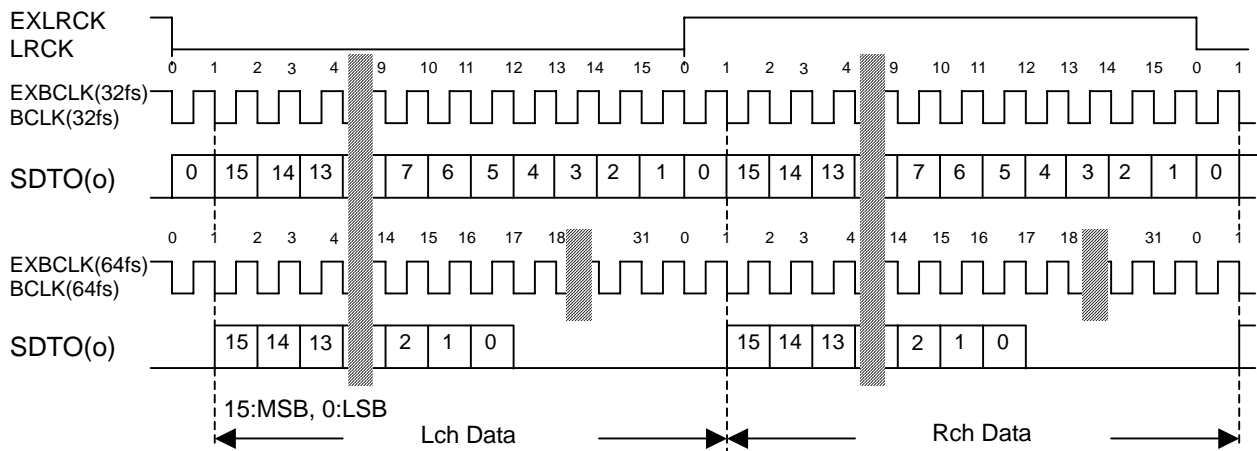 EXLRCK
LRCK
0 1 2 3 4 9 10 11 12 13 14 15 0 1 2 3 4 9 10 11 12 13 14 15 0 1
EXBCLK(32fs)
BCLK(32fs)
SDTO(o) 0 15 14 13 7 6 5 4 3 2 1 0 15 14 13 7 6 5 4 3 2 1 0
0 1 2 3 4 14 15 16 17 18 31 0 1 2 3 4 14 15 16 17 18 31 0 1
EXBCLK(64fs)
BCLK(64fs)
SDTO(o) 15 14 13 2 1 0 15 14 13 2 1 0
15:MSB, 0:LSB
Lch Data Rch Data